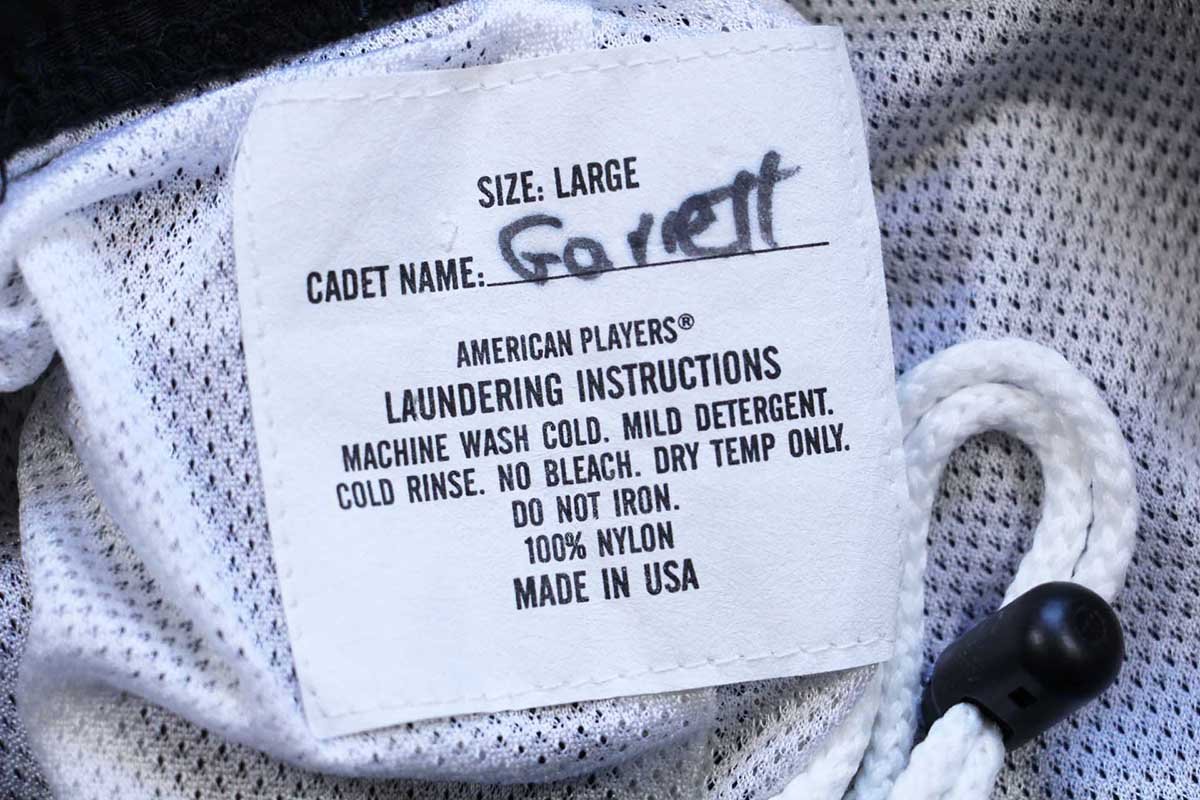 SIZE: LARGE
CADET NAME: Garrett
AMERICAN PLAYERS®
LAUNDERING INSTRUCTIONS
MACHINE WASH COLD. MILD DETERGENT.
COLD RINSE. NO BLEACH. DRY TEMP ONLY.
DO NOT IRON.
100% NYLON
MADE IN USA